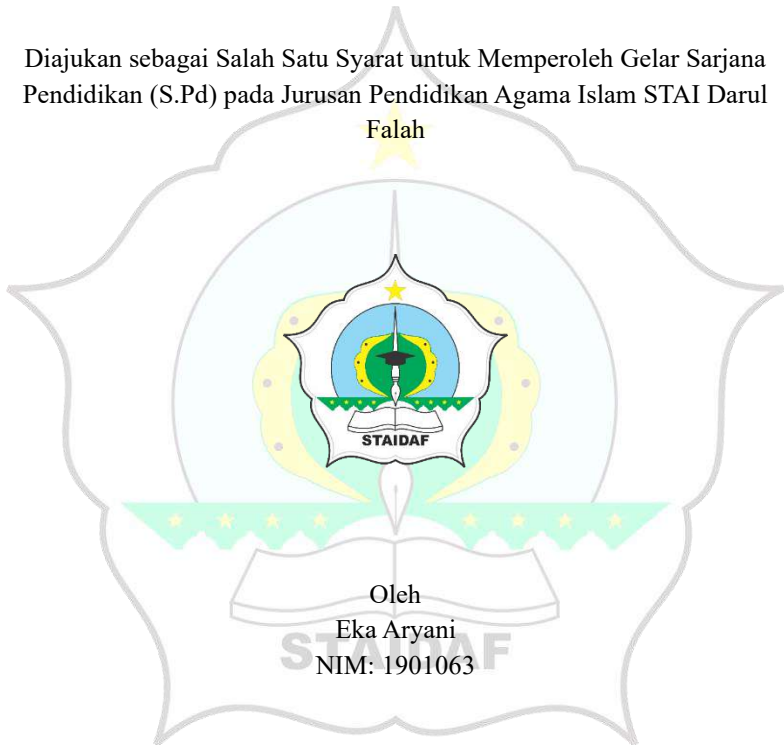 Diajukan sebagai Salah Satu Syarat untuk Memperoleh Gelar Sarjana
Pendidikan (S.Pd) pada Jurusan Pendidikan Agama Islam STAI Darul
Falah
STAIDAF
Oleh
Eka Aryani
STAIDAF
NIM: 1901063